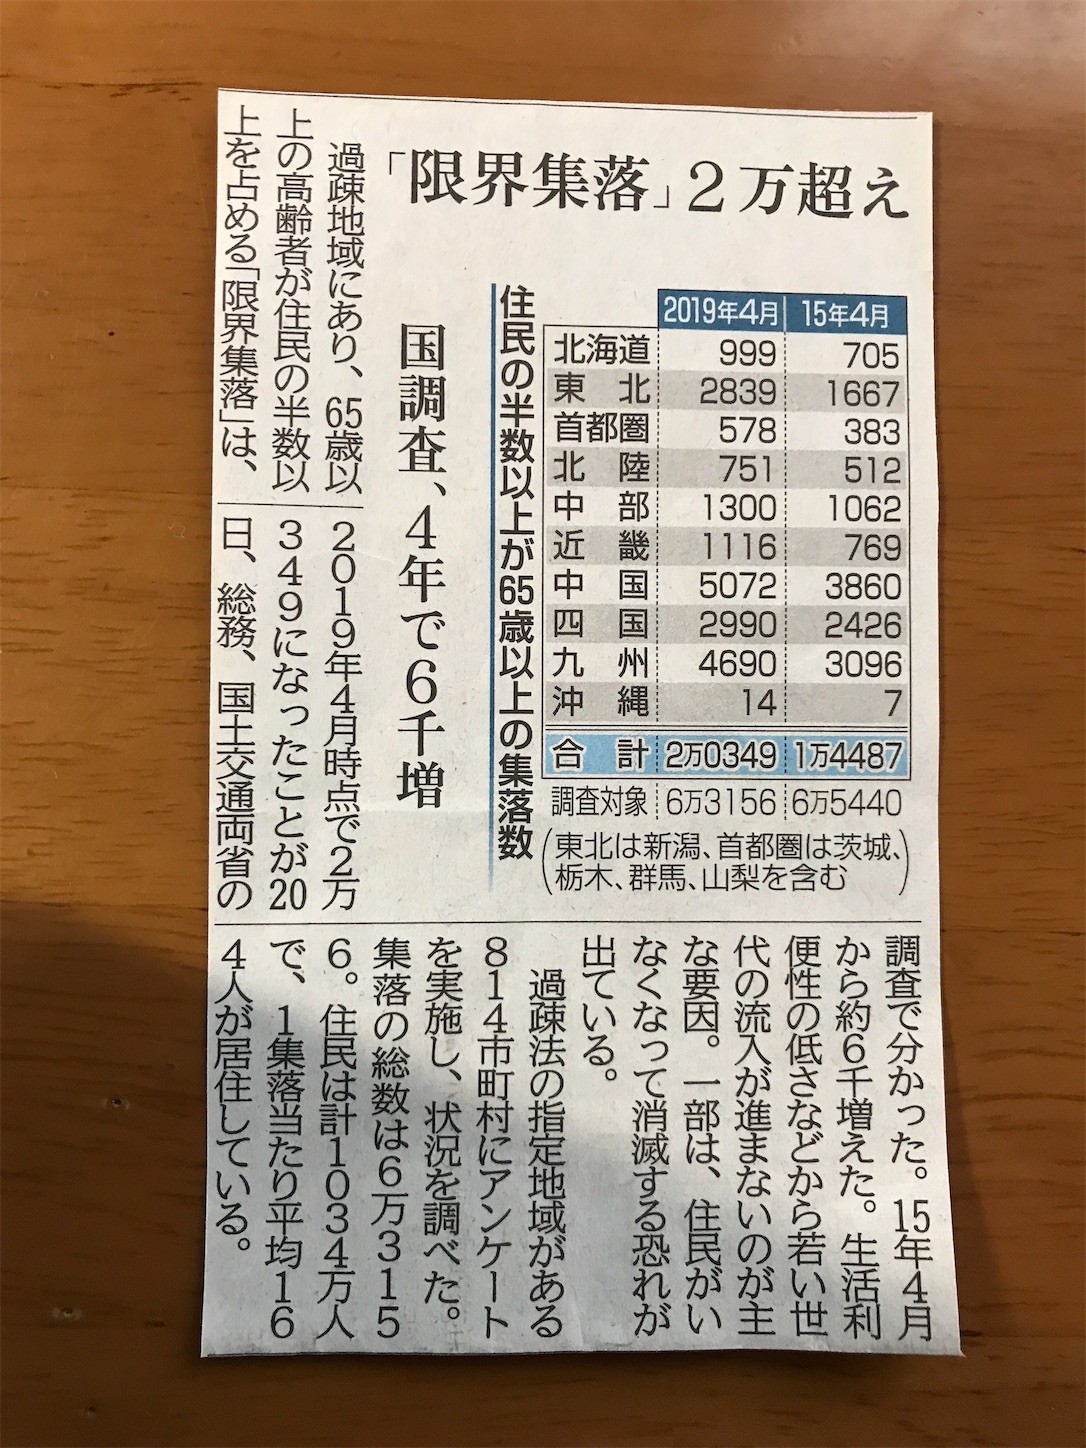 「限界集落」2万超え
国調査、4年で6千増
住民の半数以上が65歳以上の集落数
2019年4月 15年4月
北海道 999 705
東北 2839 1667
首都圏 578 383
北陸 751 512
中部 1300 1062
近畿 1116 769
中国 5072 3860
四国 2990 2426
九州 4690 3096
沖縄 14 7
合計 2万0349 1万4487
調査対象 6万3156 6万5440
(東北は新潟、首都圏は茨城、
栃木、群馬、山梨を含む)
過疎地域にあり、65歳以
上の高齢者が住民の半数以
上を占める「限界集落」は、
2019年4月時点で2万
349になったことが20
日、総務、国土交通両省の
調査で分かった。15年4月
から約6千増えた。生活利
便性の低さなどから若い世
代の流入が進まないのが主
な要因。一部は、住民がい
なくなって消滅する恐れが
出ている。
過疎法の指定地域がある
814市町村にアンケート
を実施し、状況を調べた。
集落の総数は6万315
6。住民は計1034万人
で、1集落当たり平均16
4人が居住している。